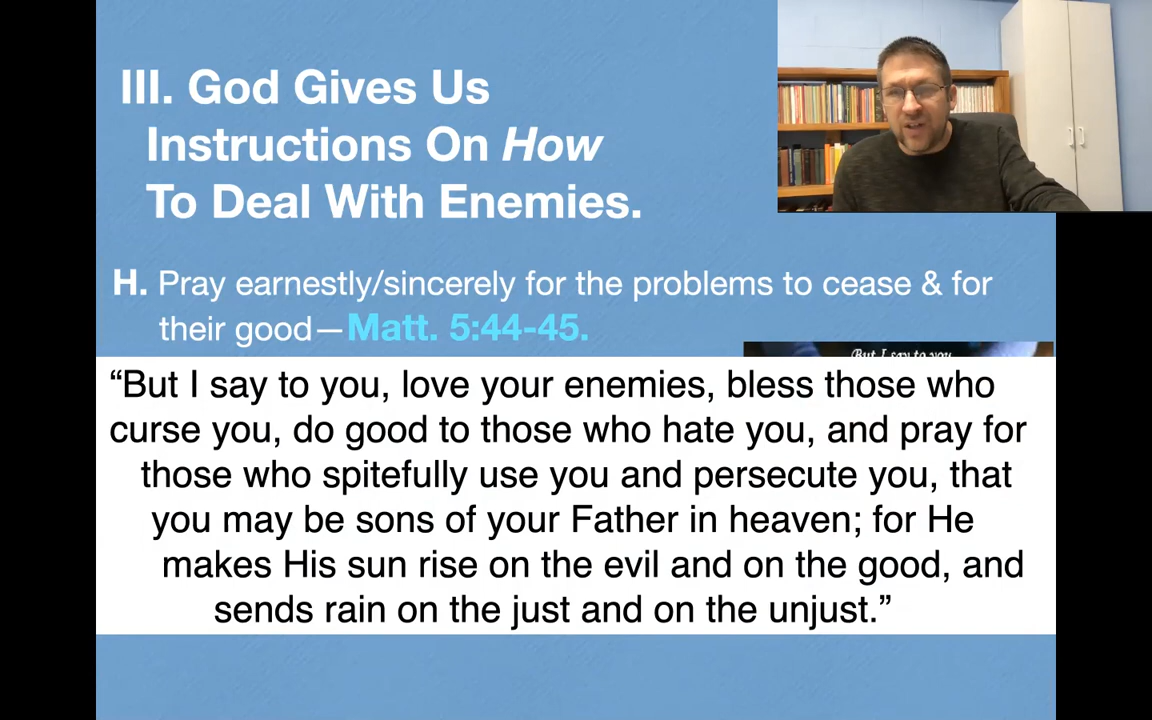 III. God Gives Us
Instructions On How
To Deal With Enemies.
H. Pray earnestly/sincerely for the problems to cease & for
their good—Matt. 5:44-45.
But I say to you
“But I say to you, love your enemies, bless those who
curse you, do good to those who hate you, and pray for
those who spitefully use you and persecute you, that
you may be sons of your Father in heaven; for He
makes His sun rise on the evil and on the good, and
sends rain on the just and on the unjust.”